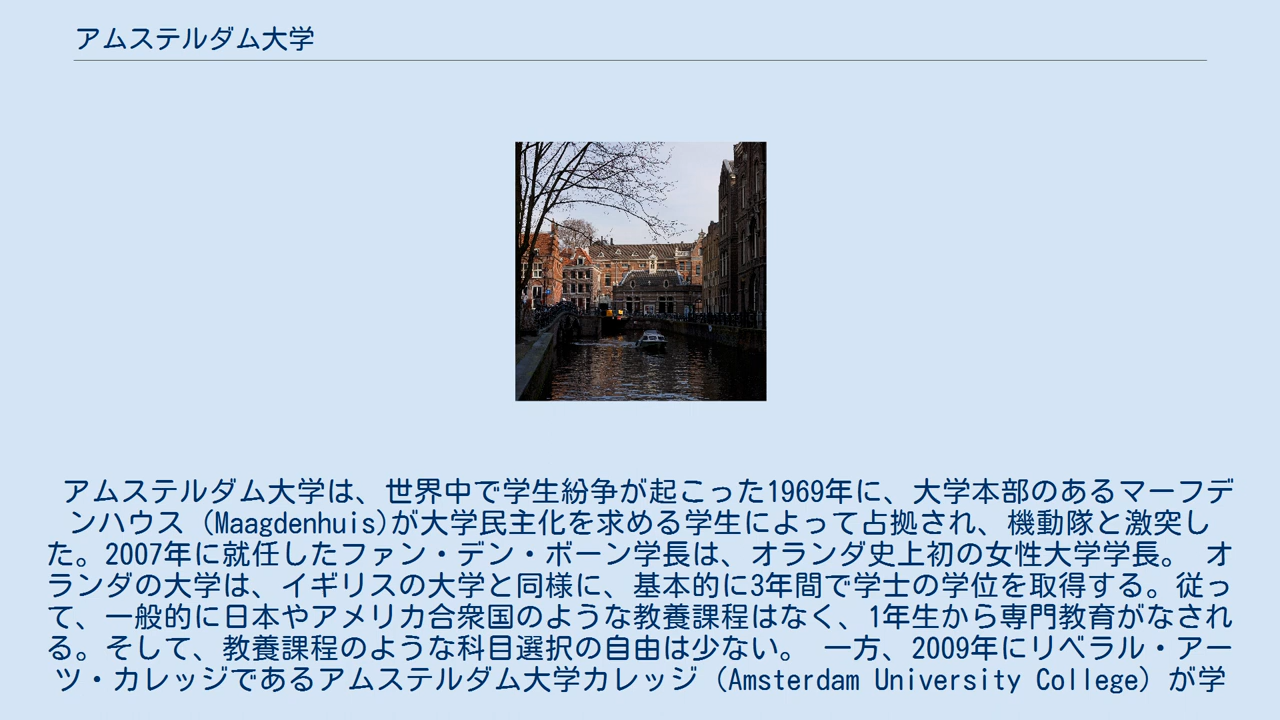 アムステルダム大学
アムステルダム大学は、世界中で学生紛争が起こった1969年に、大学本部のあるマーフデ
ンハウス（Maagdenhuis)が大学民主化を求める学生によって占拠され、機動隊と激突し
た。2007年に就任したファン・デン・ボーン学長は、オランダ史上初の女性大学学長。 オ
ランダの大学は、イギリスの大学と同様に、基本的に3年間で学士の学位を取得する。従っ
て、一般的に日本やアメリカ合衆国のような教養課程はなく、1年生から専門教育がなされ
る。そして、教養課程のような科目選択の自由は少ない。 一方、2009年にリベラル・アー
ツ・カレッジであるアムステルダム大学カレッジ（Amsterdam University College）が学